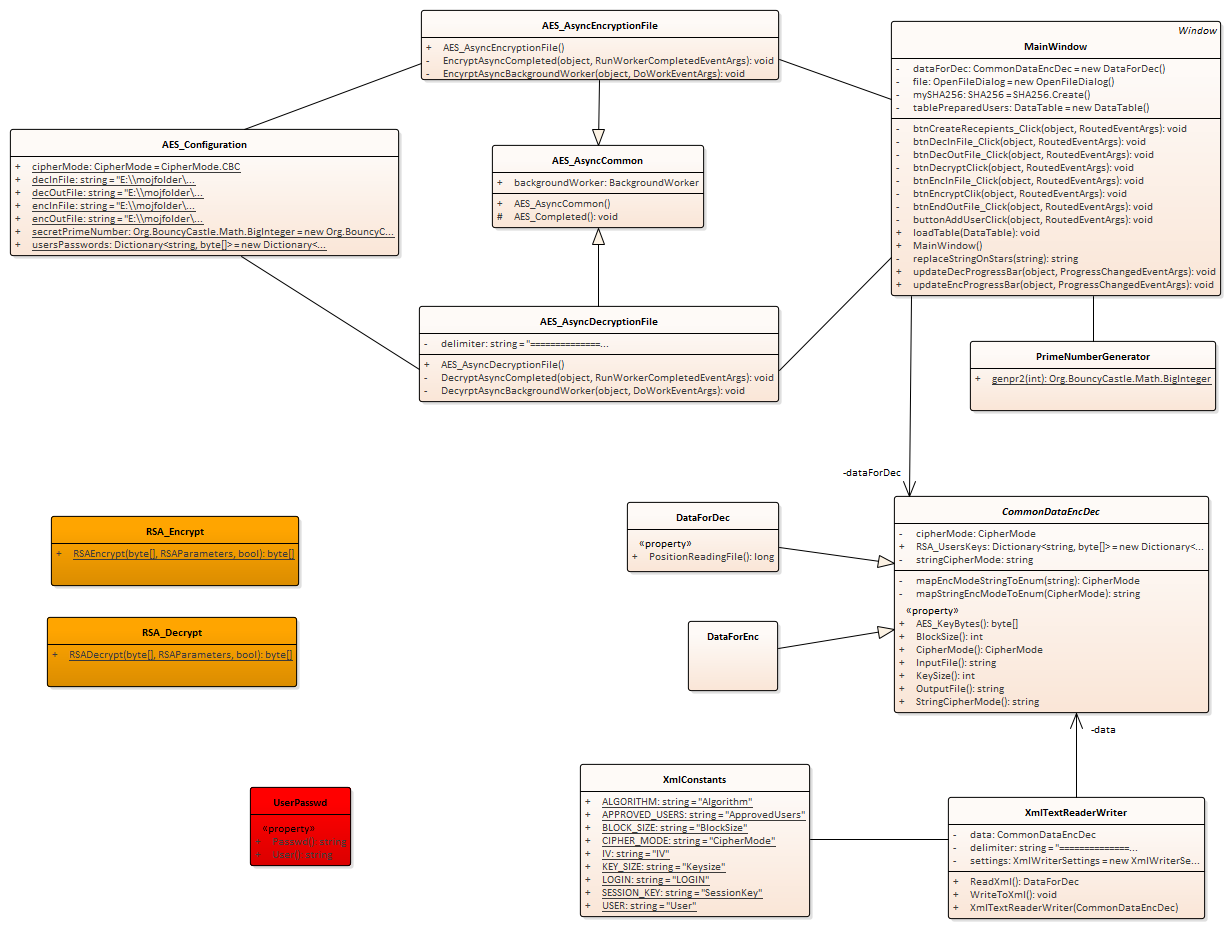 AES_AsyncEncryptionFile
+ AES_AsyncEncryptionFile()
- EncryptAsyncCompleted(object, RunWorkerCompletedEventArgs): void
- EncyrptAsyncBackgroundWorker(object, DoWorkEventArgs): void
Window
MainWindow
- dataForDec: CommonDataEncDec = new DataForDec()
- file: OpenFileDialog = new OpenFileDialog()
- mySHA256: SHA256 = SHA256.Create()
- tablePreparedUsers: DataTable = new DataTable()
- btnCreateRecepients_Click(object, RoutedEventArgs): void
- btnDecInFile_Click(object, RoutedEventArgs): void
- btnDecOutFile_Click(object, RoutedEventArgs): void
- btnDecryptClick(object, RoutedEventArgs): void
- btnEncInFile_Click(object, RoutedEventArgs): void
- btnEncryptClik(object, RoutedEventArgs): void
- btnEndOutFile_Click(object, RoutedEventArgs): void
- buttonAddUserClick(object, RoutedEventArgs): void
+ loadTable(DataTable): void
+ MainWindow()
- replaceStringOnStars(string): string
+ updateDecProgressBar(object, ProgressChangedEventArgs): void
+ updateEncProgressBar(object, ProgressChangedEventArgs): void
AES_Configuration
+ cipherMode: CipherMode = CipherMode.CBC
+ decInFile: string = "E:\\mojfolder\...
+ decOutFile: string = "E:\\mojfolder\...
+ encInFile: string = "E:\\mojfolder\...
+ encOutFile: string = "E:\\mojfolder\...
+ secretPrimeNumber: Org.BouncyCastle.Math.BigInteger = new Org.BouncyC...
+ usersPasswords: Dictionary<string, byte[]> = new Dictionary<...
AES_AsyncCommon
+ backgroundWorker: BackgroundWorker
+ AES_AsyncCommon()
# AES_Completed(): void
AES_AsyncDecryptionFile
- delimiter: string = "==============...
+ AES_AsyncDecryptionFile()
- DecryptAsyncCompleted(object, RunWorkerCompletedEventArgs): void
- DecyrptAsyncBackgroundWorker(object, DoWorkEventArgs): void
PrimeNumberGenerator
+ genpr2(int): Org.BouncyCastle.Math.BigInteger
-dataForDec
CommonDataEncDec
- cipherMode: CipherMode
+ RSA_UsersKeys: Dictionary<string, byte[]> = new Dictionary<...
- stringCipherMode: string
- mapEncModeStringToEnum(string): CipherMode
- mapStringEncModeToEnum(CipherMode): string
«property»
+ AES_KeyBytes(): byte[]
+ BlockSize(): int
+ CipherMode(): CipherMode
+ InputFile(): string
+ KeySize(): int
+ OutputFile(): string
+ StringCipherMode(): string
DataForDec
«property»
+ PositionReadingFile(): long
DataForEnc
RSA_Encrypt
+ RSAEncrypt(byte[], RSAParameters, bool): byte[]
RSA_Decrypt
+ RSADecrypt(byte[], RSAParameters, bool): byte[]
-data
UserPasswd
«property»
+ Passwd(): string
+ User(): string
XmlConstants
+ ALGORITHM: string = "Algorithm"
+ APPROVED_USERS: string = "ApprovedUsers"
+ BLOCK_SIZE: string = "BlockSize"
+ CIPHER_MODE: string = "CipherMode"
+ IV: string = "IV"
+ KEY_SIZE: string = "Keysize"
+ LOGIN: string = "LOGIN"
+ SESSION_KEY: string = "SessionKey"
+ USER: string = "User"
XmlTextReaderWriter
- data: CommonDataEncDec
- delimiter: string = "==============...
- settings: XmlWriterSettings = new XmlWriterSe...
+ ReadXml(): DataForDec
+ WriteToXml(): void
+ XmlTextReaderWriter(CommonDataEncDec)